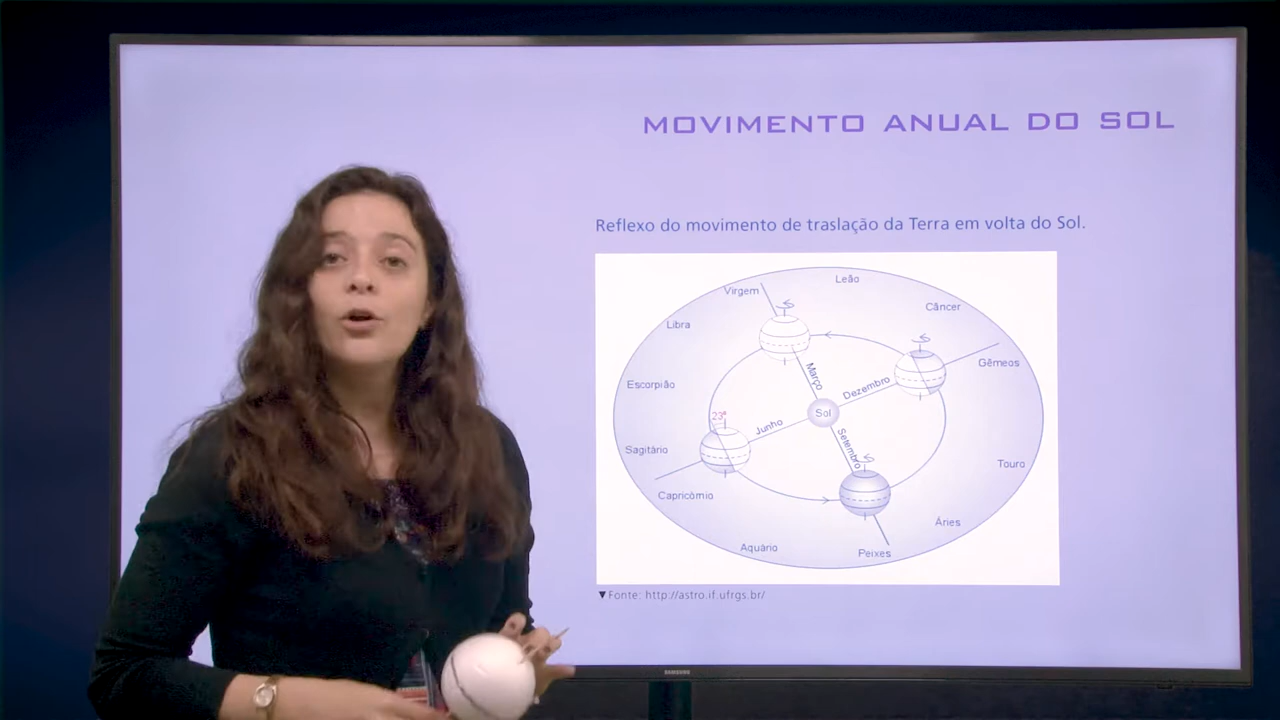 MOVIMENTO ANUAL DO SOL
Reflexo do movimento de traslação da Terra em volta do Sol.
Leão
Virgem
Câncer
Libra
Gêmeos
Março
Dezembro
Escorpião
Sol
23º
Junho
Setembro
Sagitário
Touro
Capricórnio
Áries
Aquário
Peixes
▼Fonte: http://astro.if.ufrgs.br/
SAMSUNG